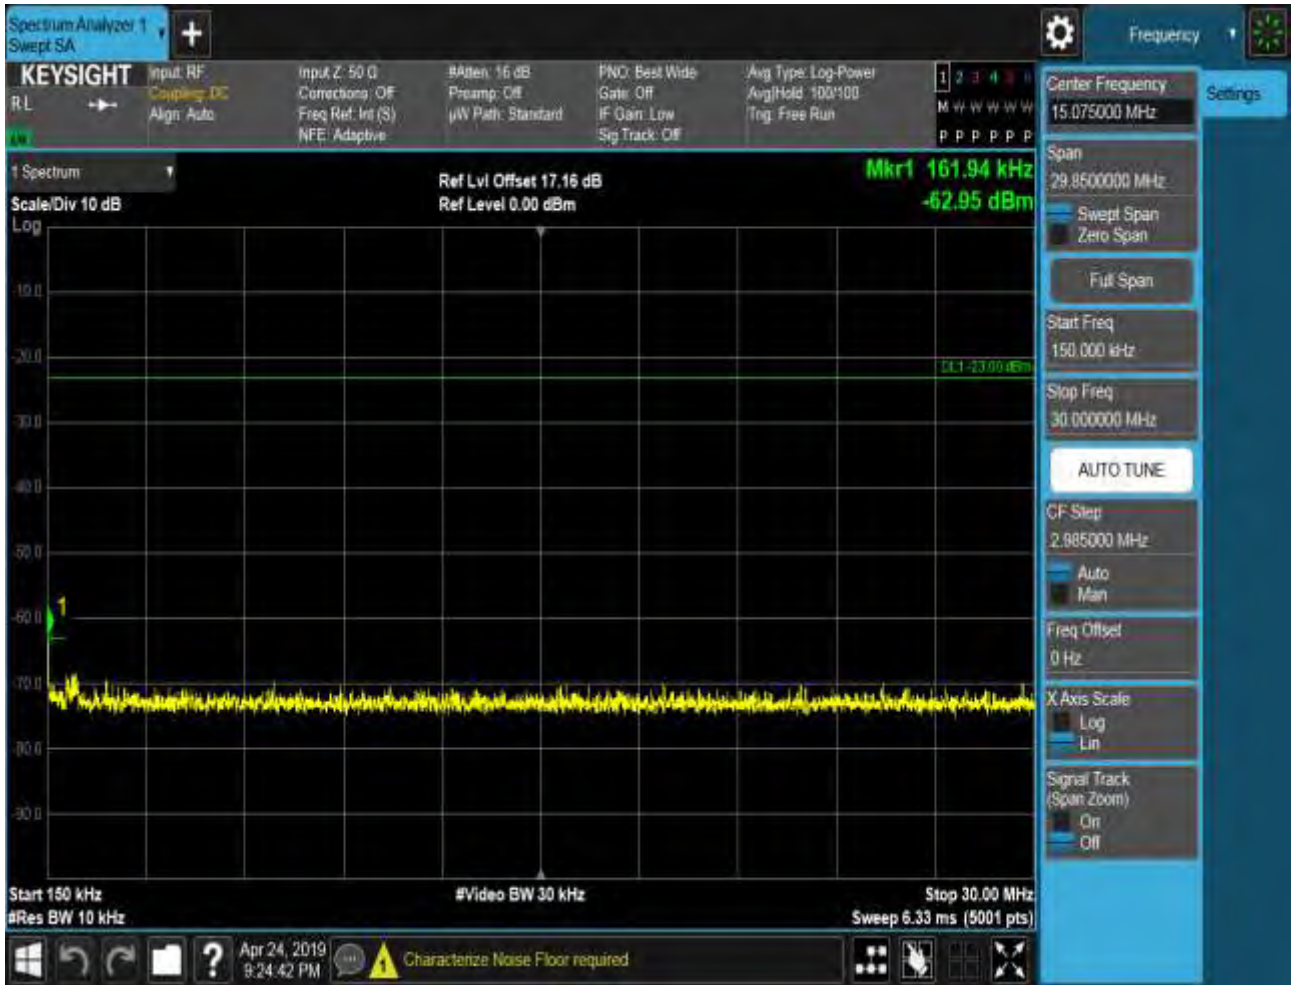 Spectrum Analyzer 1
Swept SA
Frequency
KEYSIGHT
RL
Input: RF
Coupling: DC
Align: Auto
Input Z: 50 Ω
Corrections: Off
Freq Ref: Int (S)
NFE: Adaptive
#Atten: 16 dB
Preamp: Off
µW Path: Standard
PNO: Best Wide
Gate: Off
IF Gain: Low
Sig Track: Off
Avg Type: Log-Power
Avg|Hold: 100/100
Trig: Free Run
1 2 3 4 5 6
M W W W W W
P P P P P P
1 Spectrum
Scale/Div 10 dB
Log
Ref Lvl Offset 17.16 dB
Ref Level 0.00 dBm
Mkr1 161.94 kHz
-62.95 dBm
-10.0
-20.0
DL1 -23.00 dBm
-30.0
-40.0
-50.0
1
-60.0
-70.0
-80.0
-90.0
Start 150 kHz
#Video BW 30 kHz
Stop 30.00 MHz
#Res BW 10 kHz
Sweep 6.33 ms (5001 pts)
Center Frequency
15.075000 MHz
Settings
Span
29.8500000 MHz
Swept Span
Zero Span
Full Span
Start Freq
150.000 kHz
Stop Freq
30.000000 MHz
AUTO TUNE
CF Step
2.985000 MHz
Auto
Man
Freq Offset
0 Hz
X Axis Scale
Log
Lin
Signal Track
(Span Zoom)
On
Off
?
Apr 24, 2019
9:24:42 PM
1
Characterize Noise Floor required